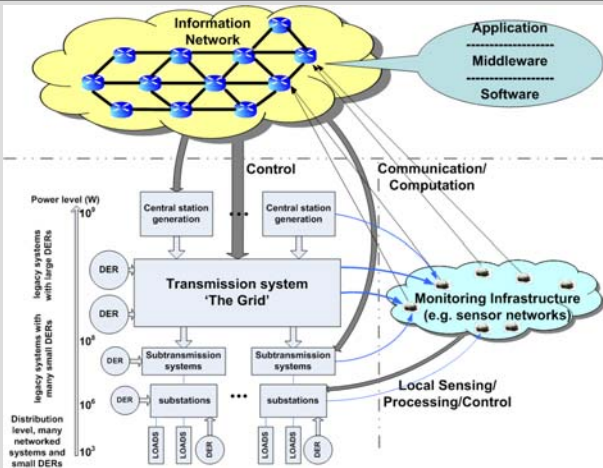 Information
Network
Application
Middleware
Software
Control
Communication/
Computation
Power level (W)
10⁹
Central station
generation
Central station
generation
legacy systems
with large DERs
DER
DER
Transmission system
'The Grid'
Monitoring Infrastructure
(e.g. sensor networks)
10⁸
legacy systems with
many small DERs
DER
Subtransmission
systems
Subtransmission
systems
DER
substations
substations
10⁶
Local Sensing/
Processing/Control
Distribution
level, many
networked
systems and
small DERs
10³
LOADS
LOADS
DER
LOADS
LOADS
DER